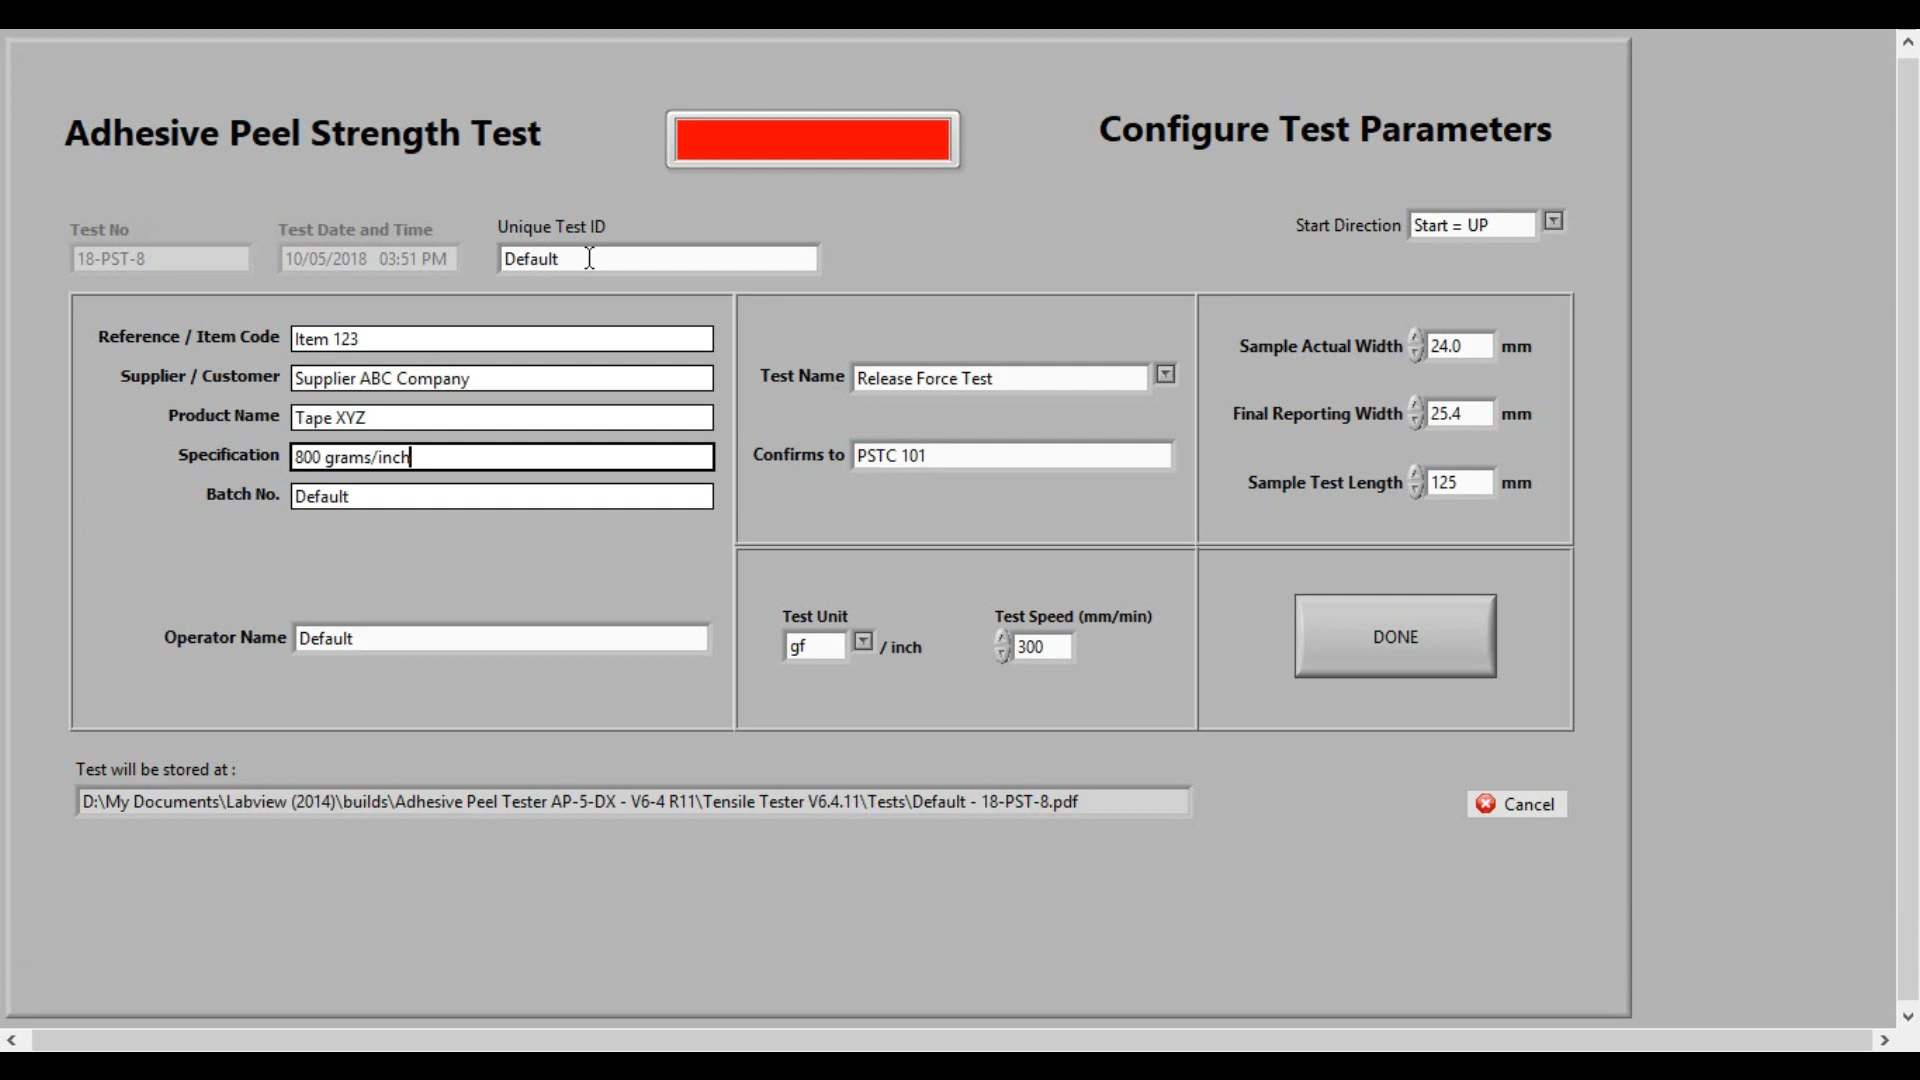 Adhesive Peel Strength Test
Configure Test Parameters
Test No
Test Date and Time
Unique Test ID
Start Direction
Start = UP
18-PST-8
10/05/2018 03:51 PM
Default
Reference / Item Code
Item 123
Supplier / Customer
Supplier ABC Company
Product Name
Tape XYZ
Specification
800 grams/inch
Batch No.
Default
Operator Name
Default
Test Name
Release Force Test
Confirms to
PSTC 101
Sample Actual Width
24.0
mm
Final Reporting Width
25.4
mm
Sample Test Length
125
mm
Test Unit
gf
/ inch
Test Speed (mm/min)
300
DONE
Test will be stored at :
D:\My Documents\Labview (2014)\builds\Adhesive Peel Tester AP-5-DX - V6-4 R11\Tensile Tester V6.4.11\Tests\Default - 18-PST-8.pdf
Cancel